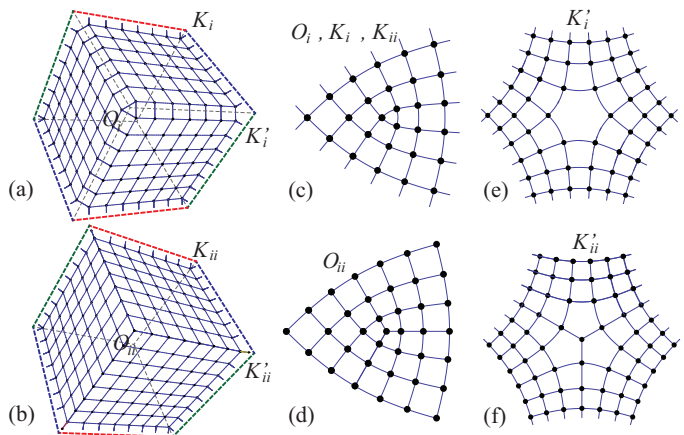 K_i
O_i
K'_i
(a)
K_ii
O_ii
K'_ii
(b)
O_i , K_i , K_ii
(c)
O_ii
(d)
K'_i
(e)
K'_ii
(f)